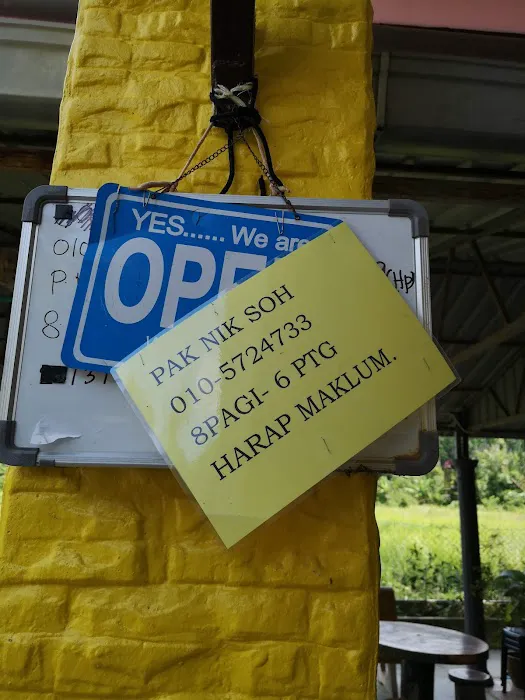 YES...... We are
OPE
PAK NIK SOH
010-5724733
8PAGI- 6 PTG
HARAP MAKLUM.